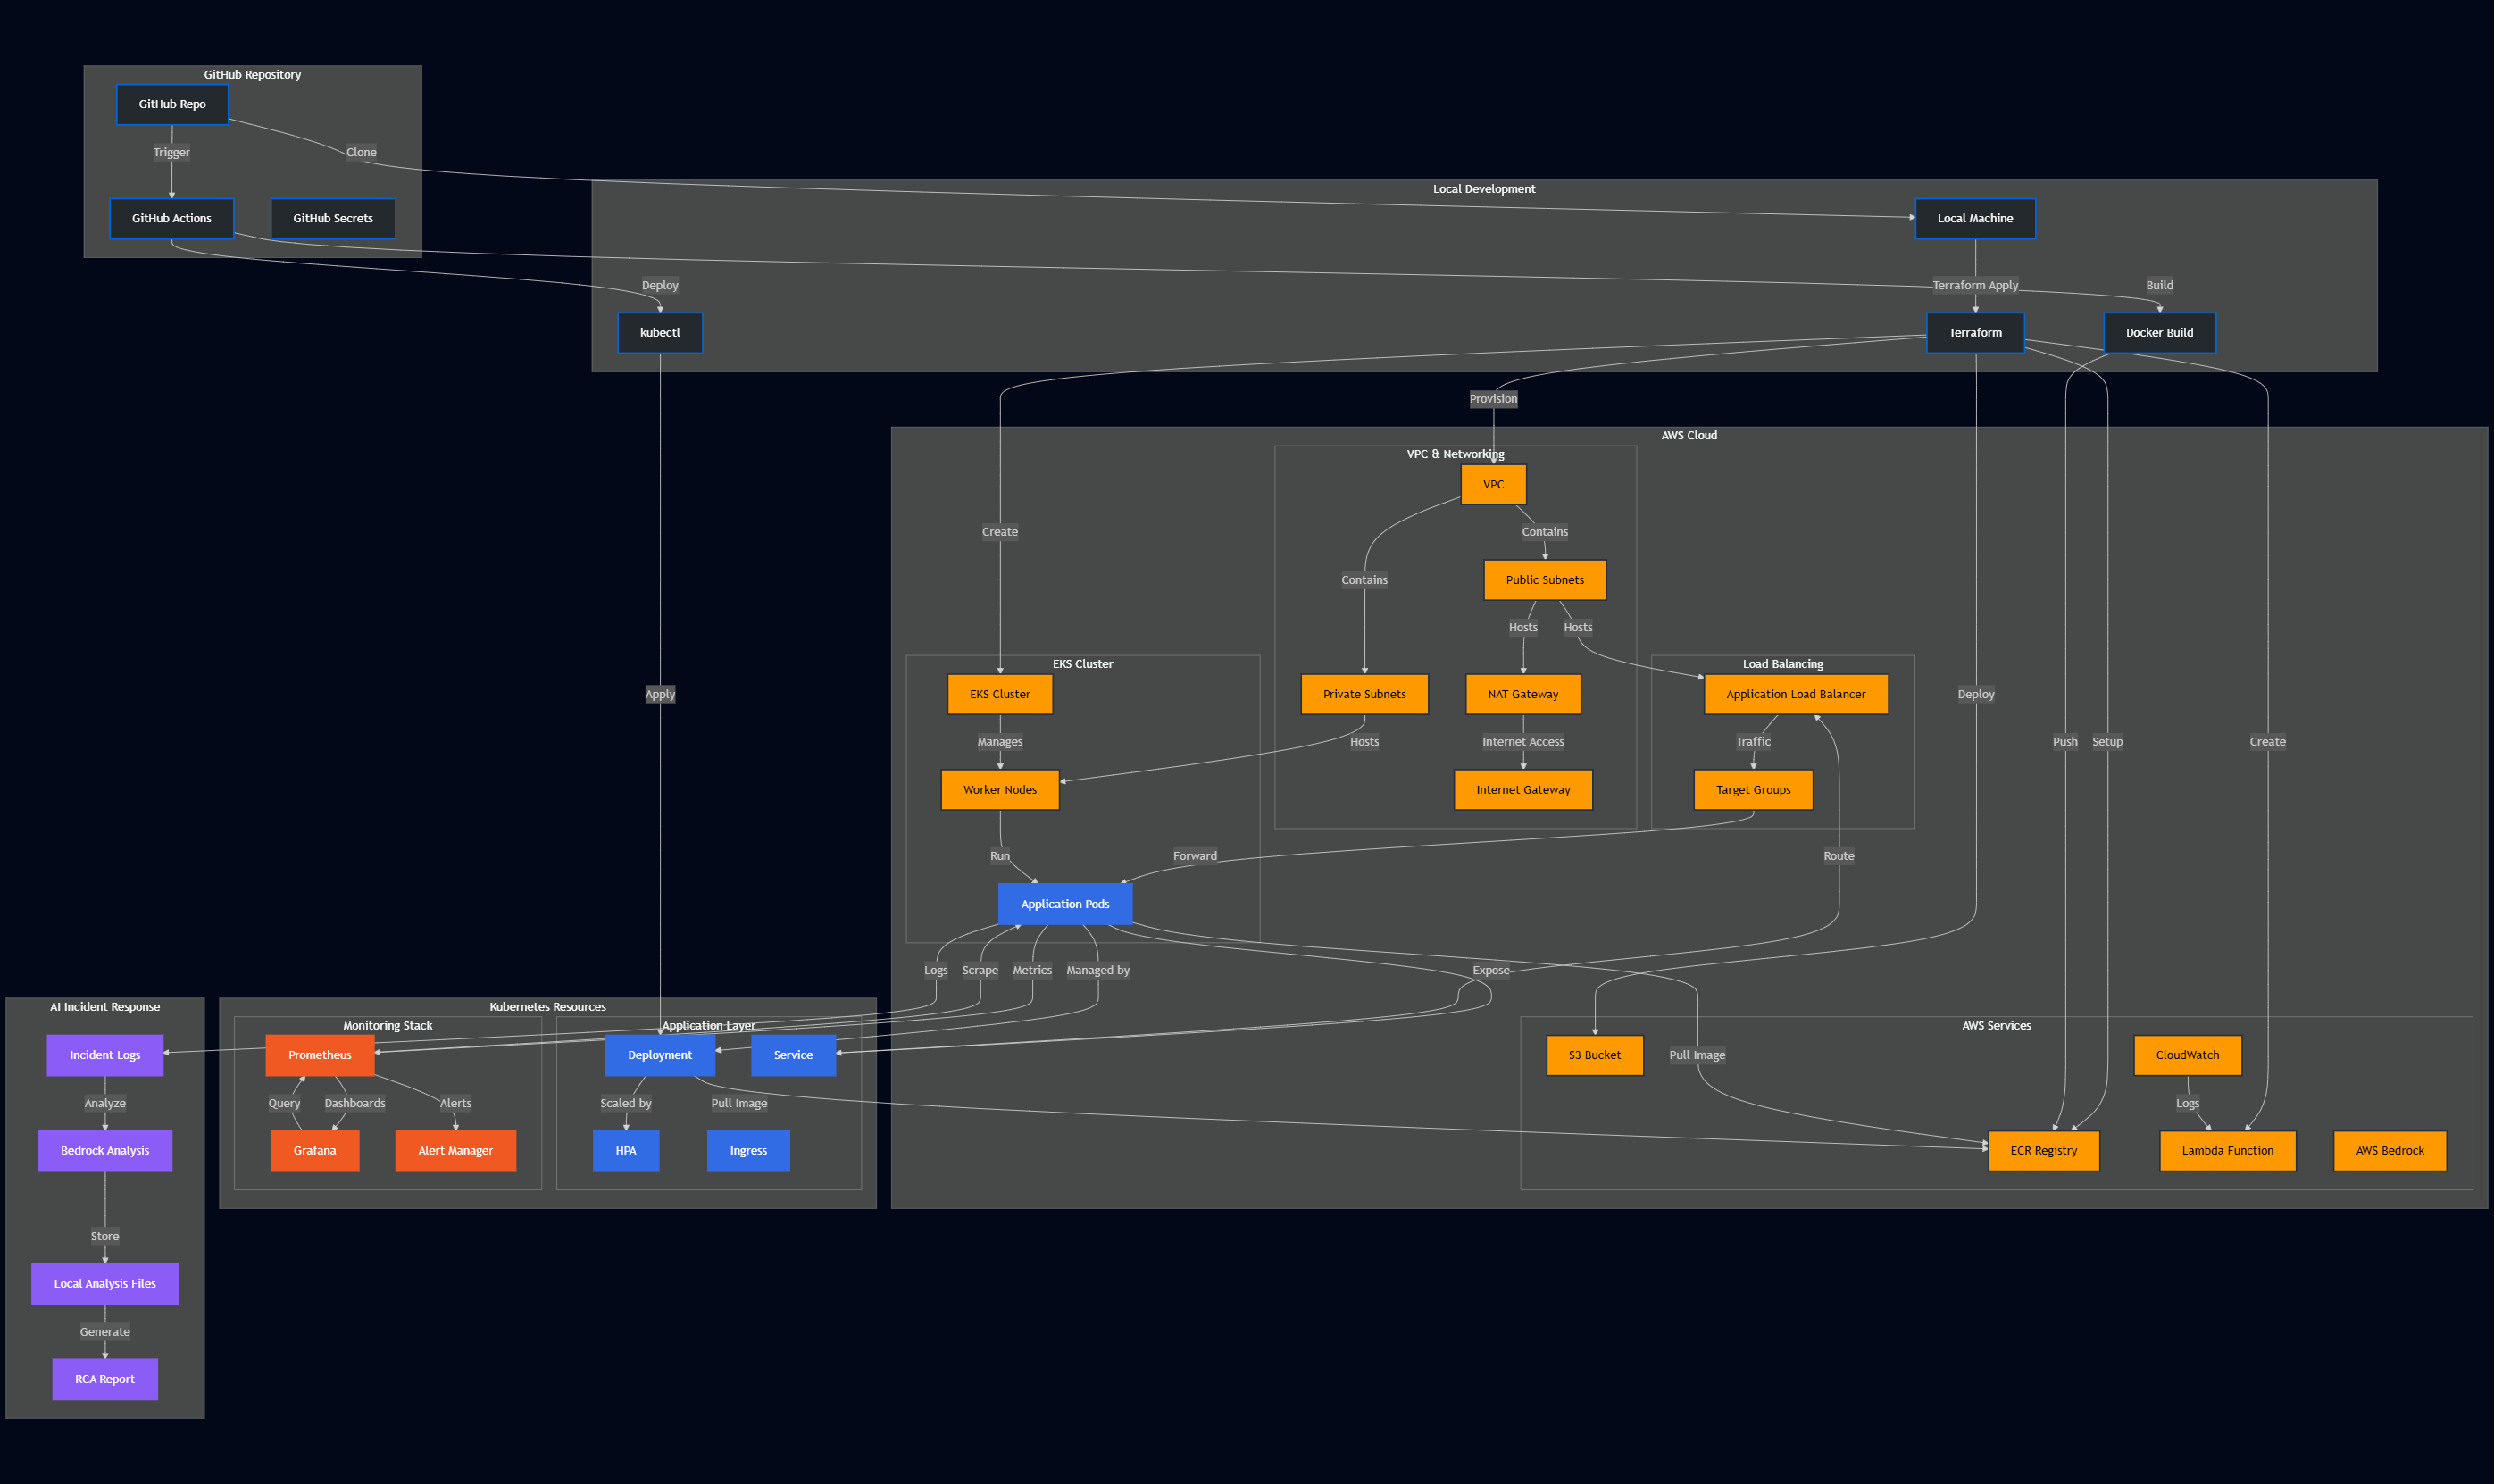 GitHub Repository
GitHub Repo
Trigger
Clone
GitHub Actions
GitHub Secrets
Local Development
Local Machine
Deploy
Terraform Apply
Build
kubectl
Terraform
Docker Build
Provision
AWS Cloud
VPC & Networking
VPC
Create
Contains
Contains
Public Subnets
Hosts
Hosts
EKS Cluster
Load Balancing
EKS Cluster
Private Subnets
NAT Gateway
Application Load Balancer
Apply
Deploy
Manages
Hosts
Internet Access
Traffic
Push
Setup
Create
Worker Nodes
Internet Gateway
Target Groups
Run
Forward
Route
Application Pods
Logs
Scrape
Metrics
Managed by
Expose
AI Incident Response
Kubernetes Resources
Monitoring Stack
Application Layer
AWS Services
Incident Logs
Prometheus
Deployment
Service
S3 Bucket
Pull Image
CloudWatch
Analyze
Query
Dashboards
Alerts
Scaled by
Pull Image
Logs
Bedrock Analysis
Grafana
Alert Manager
HPA
Ingress
ECR Registry
Lambda Function
AWS Bedrock
Store
Local Analysis Files
Generate
RCA Report